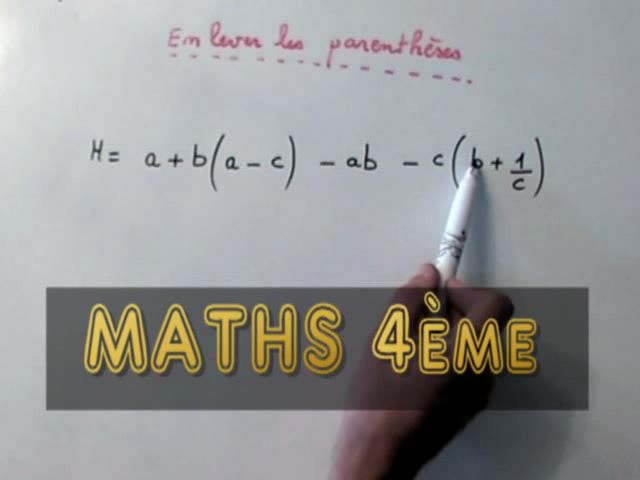 Enlever les parenthèses
H = a + b(a - c) - ab - c(b + 1/c)
MATHS 4ÈME